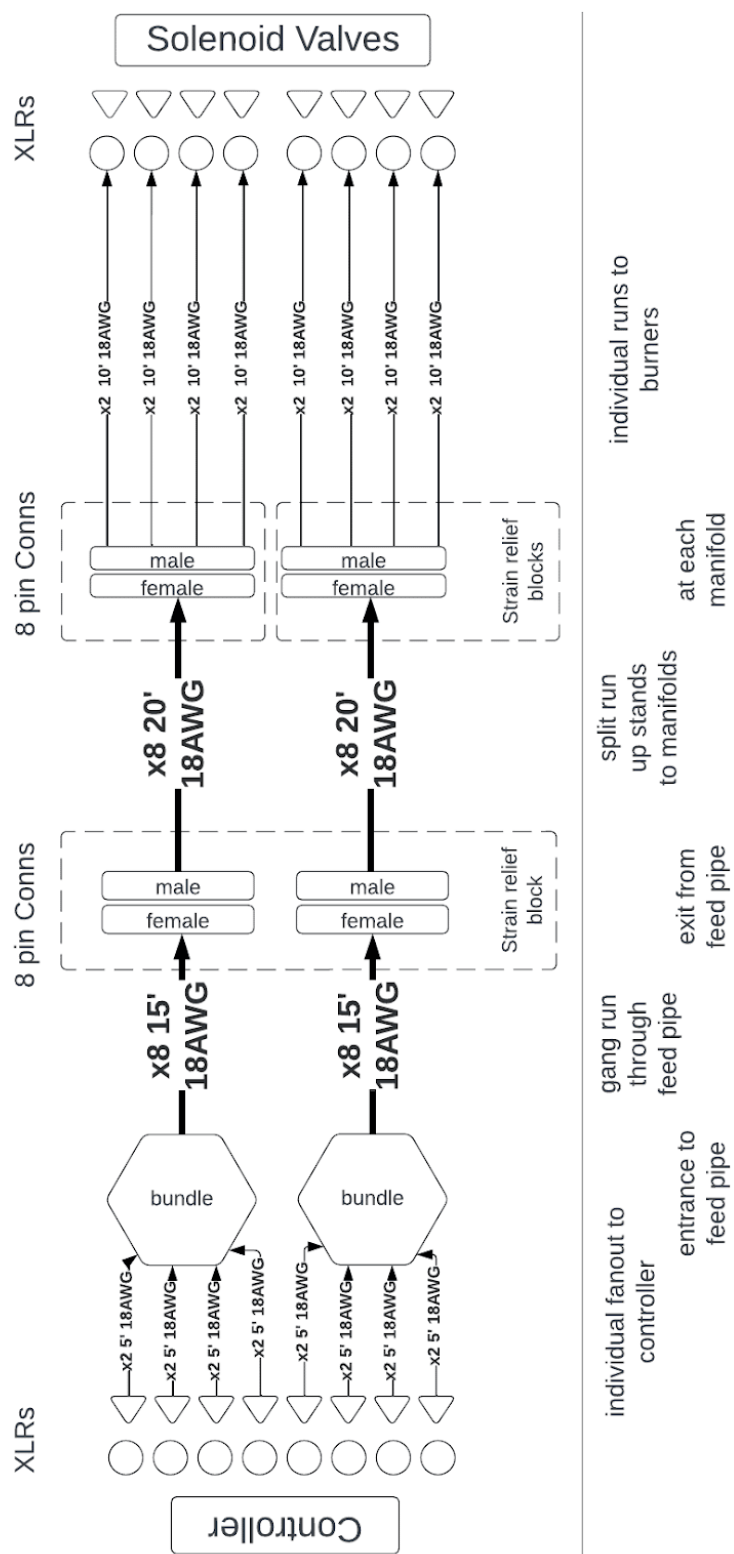 Solenoid Valves
XLRs
x2 10' 18AWG
x2 10' 18AWG
x2 10' 18AWG
x2 10' 18AWG
x2 10' 18AWG
x2 10' 18AWG
x2 10' 18AWG
x2 10' 18AWG
individual runs to
burners
8 pin Conns
male
female
male
female
Strain relief
blocks
at each
manifold
x8 20'
18AWG
x8 20'
18AWG
split run
up stands
to manifolds
8 pin Conns
male
female
male
female
Strain relief
block
exit from
feed pipe
x8 15'
18AWG
x8 15'
18AWG
gang run
through
feed pipe
bundle
bundle
entrance to
feed pipe
x2 5' 18AWG
x2 5' 18AWG
x2 5' 18AWG
x2 5' 18AWG
x2 5' 18AWG
x2 5' 18AWG
x2 5' 18AWG
x2 5' 18AWG
individual fanout to
controller
XLRs
Controller